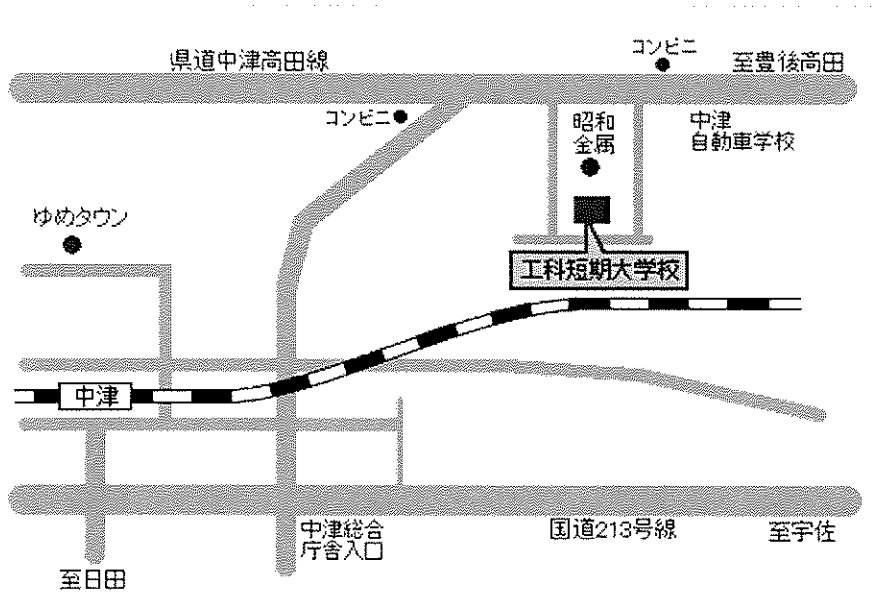 コンビニ
県道中津高田線
至豊後高田
コンビニ
昭和
金属
中津
自動車学校
ゆめタウン
工科短期大学校
中津
中津総合
庁舎入口
国道213号線
至宇佐
至日田